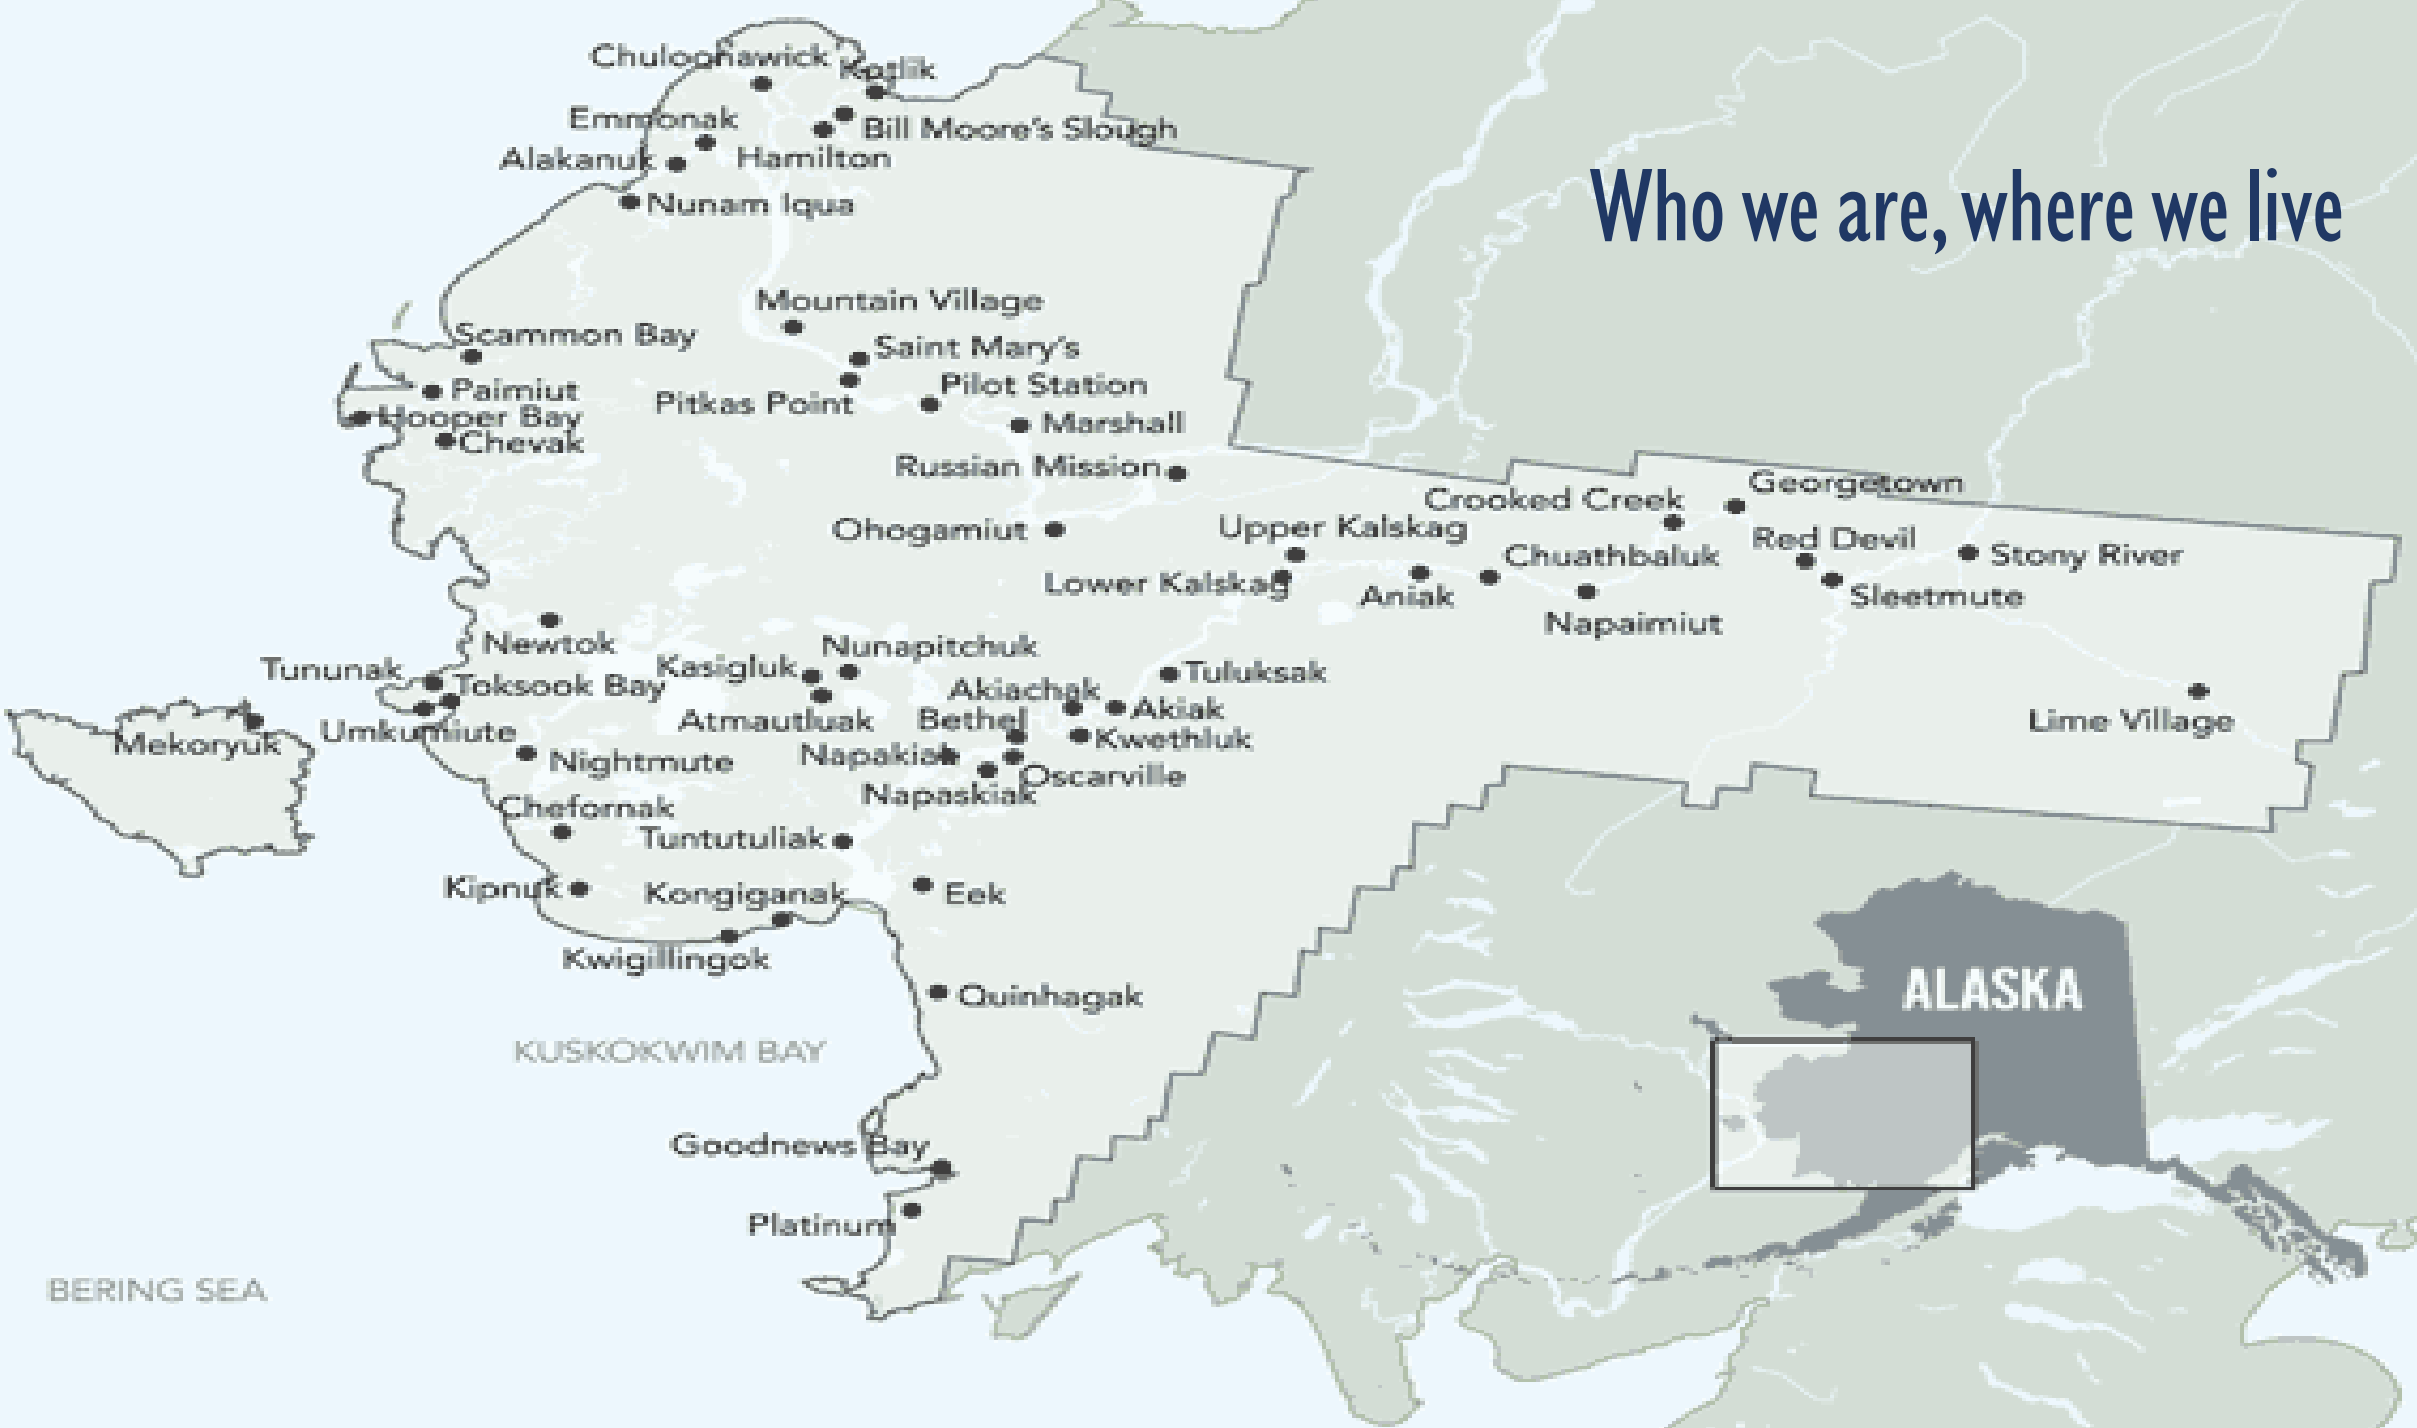 Chuloonawick
Kotlik
Emmonak
Bill Moore's Slough
Alakanuk
Hamilton
Nunam Iqua
Who we are, where we live
Mountain Village
Scammon Bay
Saint Mary's
Paimiut
Pilot Station
Pitkas Point
Hooper Bay
Marshall
Chevak
Russian Mission
Georgetown
Crooked Creek
Ohogamiut
Upper Kalskag
Red Devil
Chuathbaluk
Stony River
Lower Kalskag
Aniak
Sleetmute
Napaimiut
Newtok
Nunapitchuk
Tununak
Kasigluk
Tuluksak
Toksook Bay
Akiachak
Akiak
Atmautluak
Bethel
Lime Village
Umkumiute
Mekoryuk
Kwethluk
Napakiak
Nightmute
Oscarville
Napaskiak
Chefornak
Tuntutuliak
Kipnuk
Kongiganak
Eek
Kwigillingok
ALASKA
Quinhagak
KUSKOKWIM BAY
Goodnews Bay
Platinum
BERING SEA